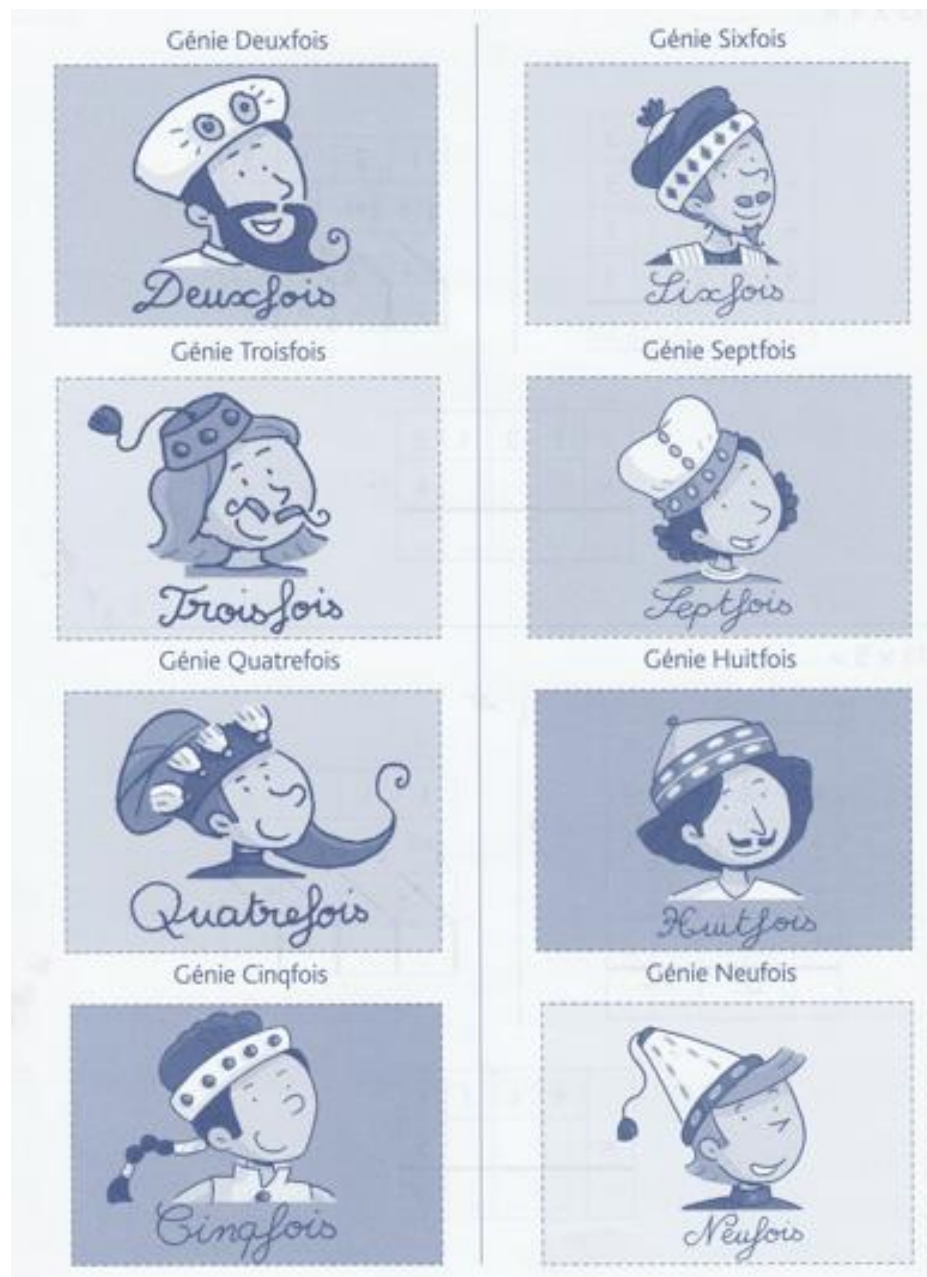 Génie Deuxfois
Deuxfois
Génie Troisfois
Troisfois
Génie Quatrefois
Quatrefois
Génie Cinqfois
Cinqfois
Génie Sixfois
Sixfois
Génie Septfois
Septfois
Génie Huitfois
Huitfois
Génie Neufois
Neufois